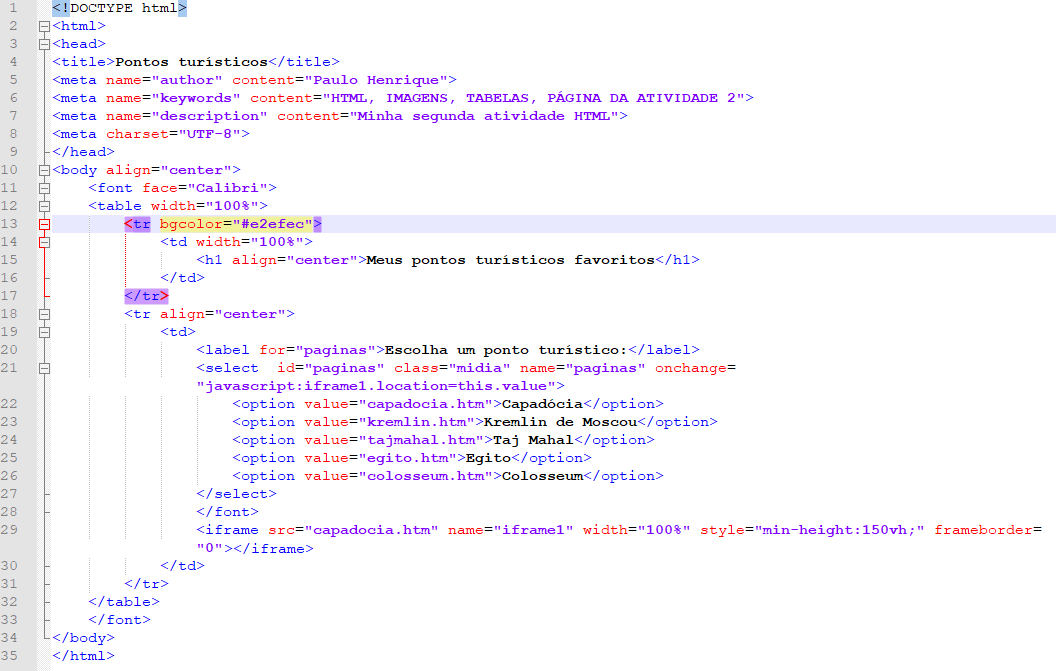 1 <!DOCTYPE html>
2 <html>
3 <head>
4 <title>Pontos turísticos</title>
5 <meta name="author" content="Paulo Henrique">
6 <meta name="keywords" content="HTML, IMAGENS, TABELAS, PÁGINA DA ATIVIDADE 2">
7 <meta name="description" content="Minha segunda atividade HTML">
8 <meta charset="UTF-8">
9 </head>
10 <body align="center">
11 <font face="Calibri">
12 <table width="100%">
13 <tr bgcolor="#e2efec">
14 <td width="100%">
15 <h1 align="center">Meus pontos turísticos favoritos</h1>
16 </td>
17 </tr>
18 <tr align="center">
19 <td>
20 <label for="paginas">Escolha um ponto turístico:</label>
21 <select  id="paginas" class="midia" name="paginas" onchange=
"javascript:iframe1.location=this.value">
22 <option value="capadocia.htm">Capadócia</option>
23 <option value="kremlin.htm">Kremlin de Moscou</option>
24 <option value="tajmahal.htm">Taj Mahal</option>
25 <option value="egito.htm">Egito</option>
26 <option value="colosseum.htm">Colosseum</option>
27 </select>
28 </font>
29 <iframe src="capadocia.htm" name="iframe1" width="100%" style="min-height:150vh;" frameborder=
"0"></iframe>
30 </td>
31 </tr>
32 </table>
33 </font>
34 </body>
35 </html>